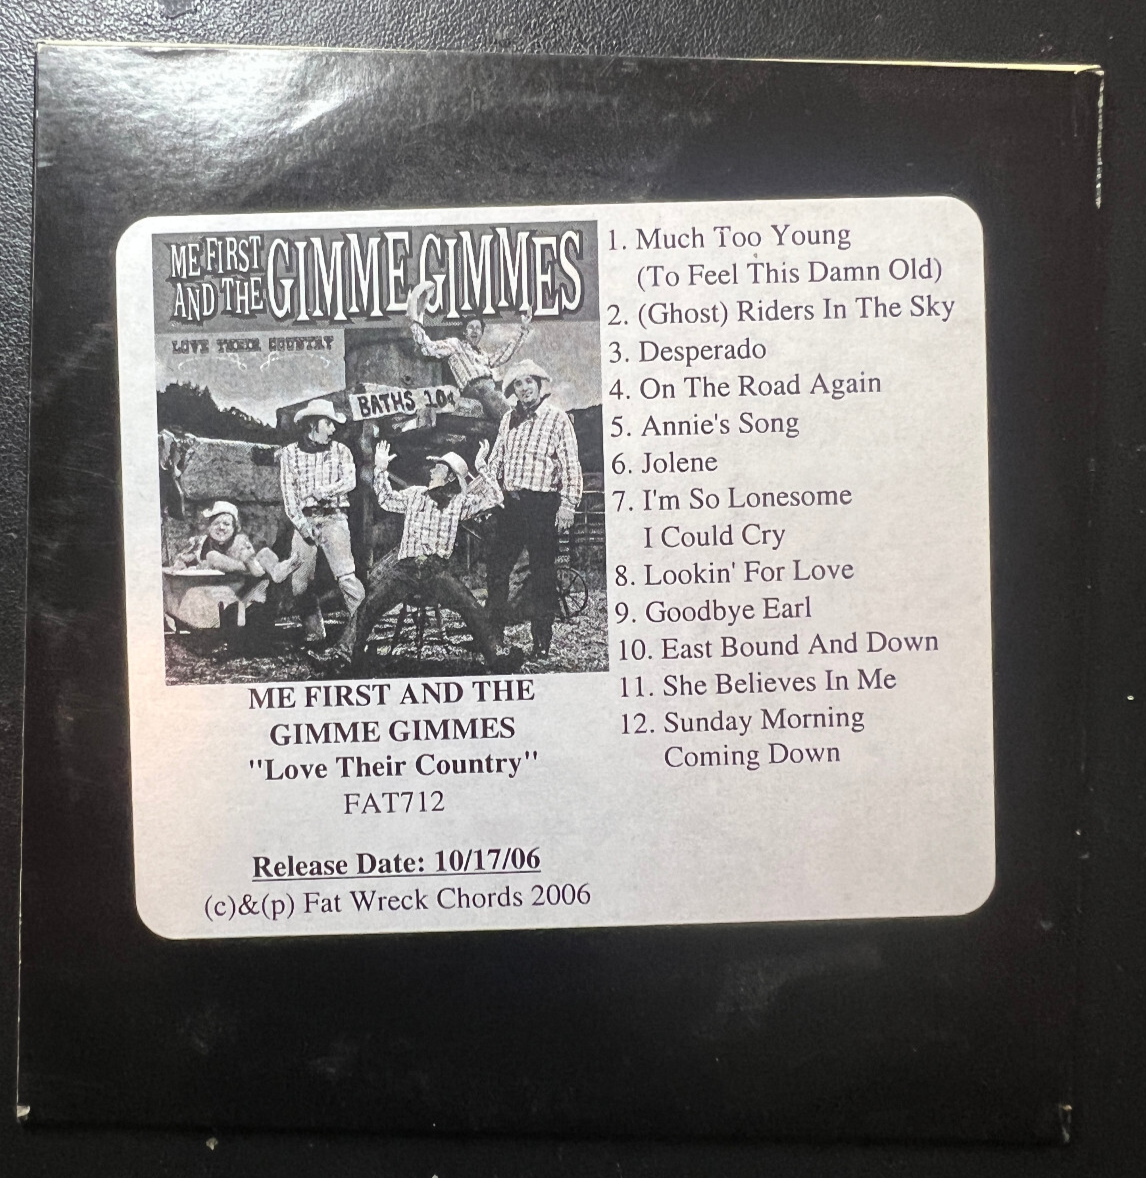 ME FIRST
AND THE GIMME GIMMES
LOVE THEIR COUNTRY
BATHS 10¢
ME FIRST AND THE
GIMME GIMMES
"Love Their Country"
FAT712
Release Date: 10/17/06
(c)&(p) Fat Wreck Chords 2006
1. Much Too Young
(To Feel This Damn Old)
2. (Ghost) Riders In The Sky
3. Desperado
4. On The Road Again
5. Annie's Song
6. Jolene
7. I'm So Lonesome
I Could Cry
8. Lookin' For Love
9. Goodbye Earl
10. East Bound And Down
11. She Believes In Me
12. Sunday Morning
Coming Down